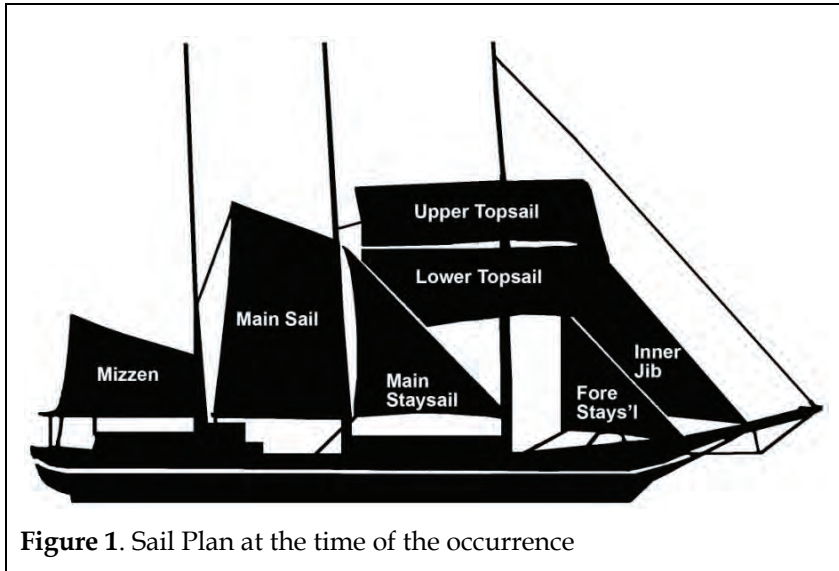 Upper Topsail
Lower Topsail
Main Sail
Mizzen
Main
Staysail
Inner
Jib
Fore
Stays'l
Figure 1. Sail Plan at the time of the occurrence